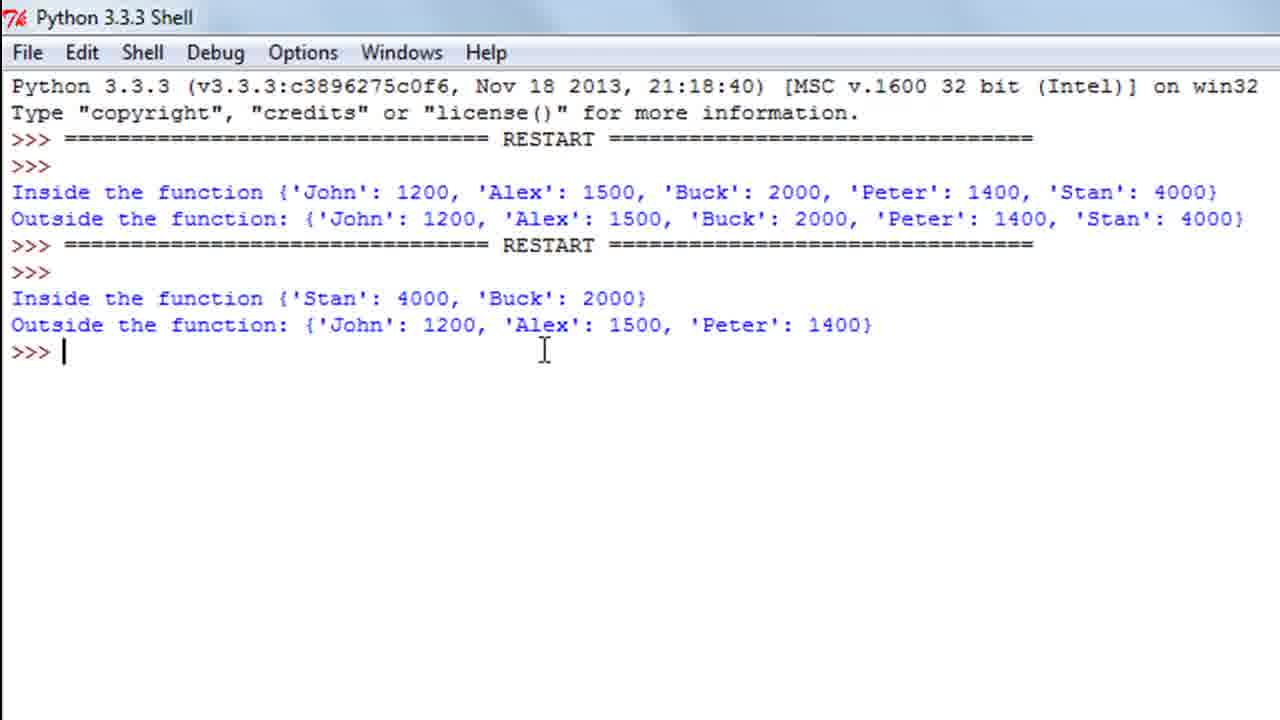 Python 3.3.3 Shell
File Edit Shell Debug Options Windows Help
Python 3.3.3 (v3.3.3:c3896275c0f6, Nov 18 2013, 21:18:40) [MSC v.1600 32 bit (Intel)] on win32
Type "copyright", "credits" or "license()" for more information.
>>> ================================ RESTART ================================
>>>
Inside the function {'John': 1200, 'Alex': 1500, 'Buck': 2000, 'Peter': 1400, 'Stan': 4000}
Outside the function: {'John': 1200, 'Alex': 1500, 'Buck': 2000, 'Peter': 1400, 'Stan': 4000}
>>> ================================ RESTART ================================
>>>
Inside the function {'Stan': 4000, 'Buck': 2000}
Outside the function: {'John': 1200, 'Alex': 1500, 'Peter': 1400}
>>>